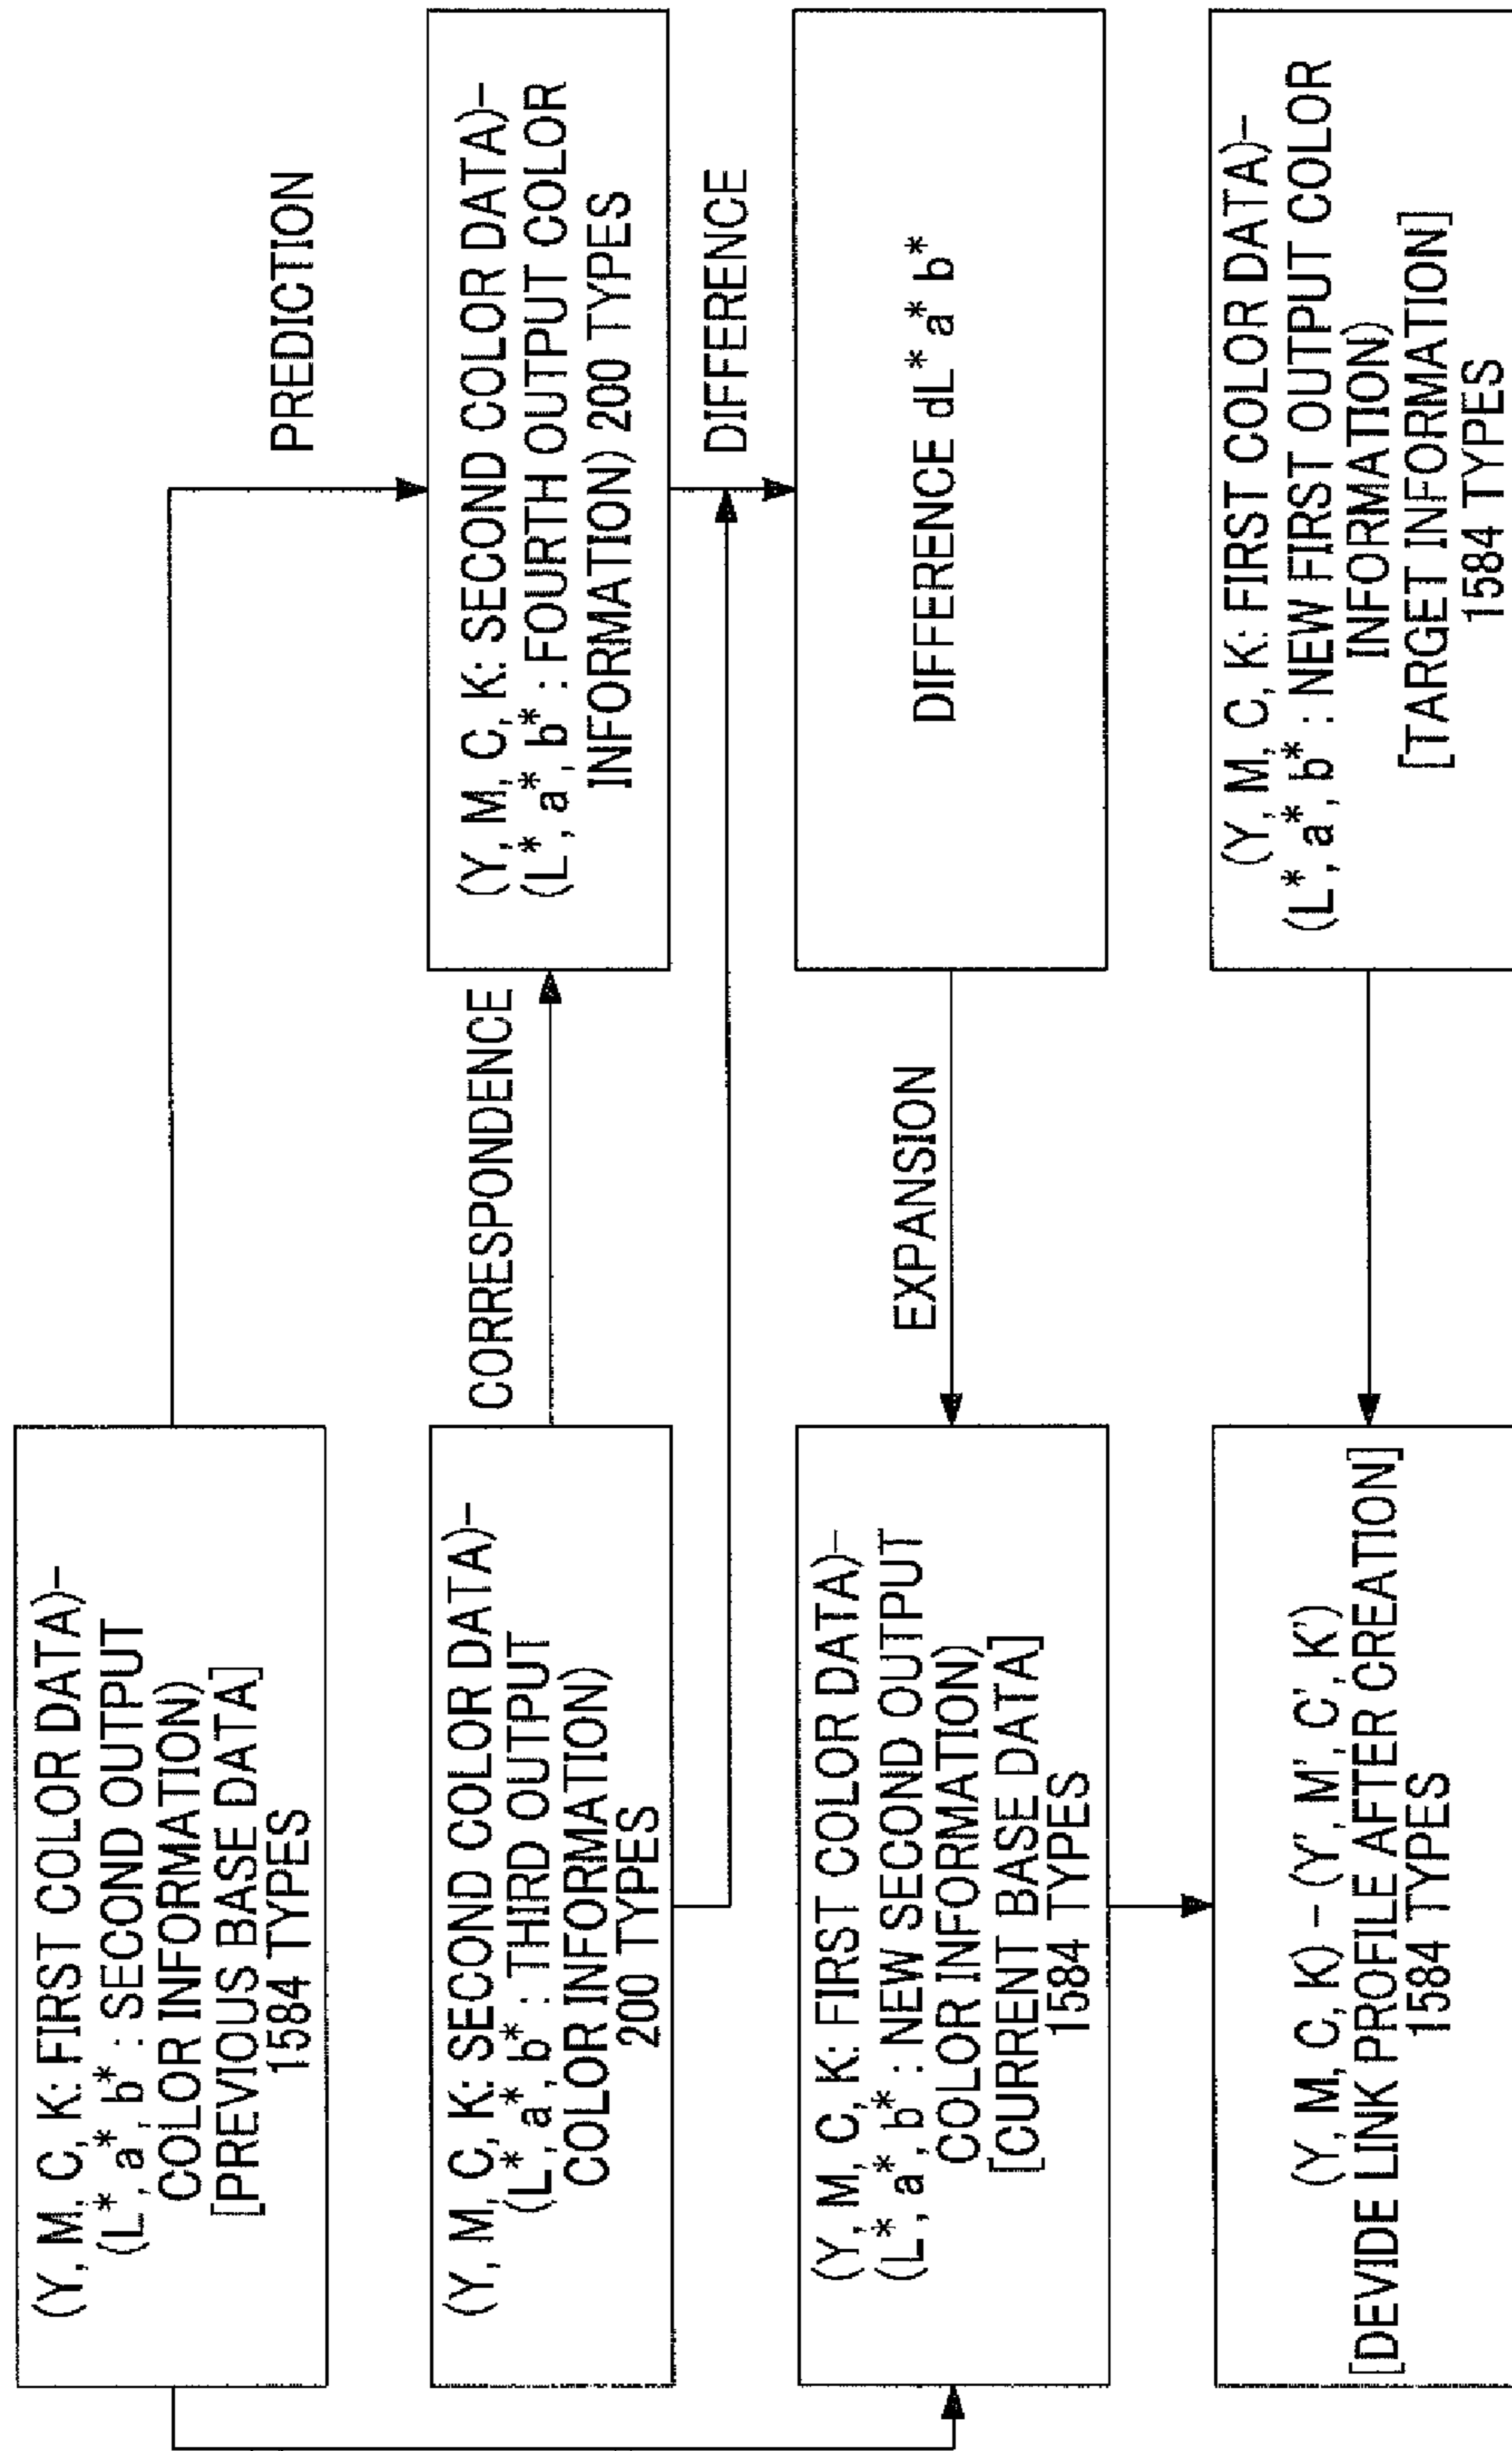 (Y, M, C, K: FIRST COLOR DATA)–
(L*, a*, b* : SECOND OUTPUT
COLOR INFORMATION)
[PREVIOUS BASE DATA]
1584 TYPES
PREDICTION
(Y, M, C, K: SECOND COLOR DATA)–
(L*, a*, b* : THIRD OUTPUT
COLOR INFORMATION)
200 TYPES
CORRESPONDENCE
(Y, M, C, K: SECOND COLOR DATA)–
(L*, a*, b* : FOURTH OUTPUT COLOR
INFORMATION) 200 TYPES
DIFFERENCE
(Y, M, C, K: FIRST COLOR DATA)–
(L*, a*, b* : NEW SECOND OUTPUT
COLOR INFORMATION)
[CURRENT BASE DATA]
1584 TYPES
EXPANSION
DIFFERENCE dL* a* b*
(Y, M, C, K) – (Y', M', C', K')
[DEVIDE LINK PROFILE AFTER CREATION]
1584 TYPES
(Y, M, C, K: FIRST COLOR DATA)–
(L*, a*, b* : NEW FIRST OUTPUT COLOR
INFORMATION)
[TARGET INFORMATION]
1584 TYPES